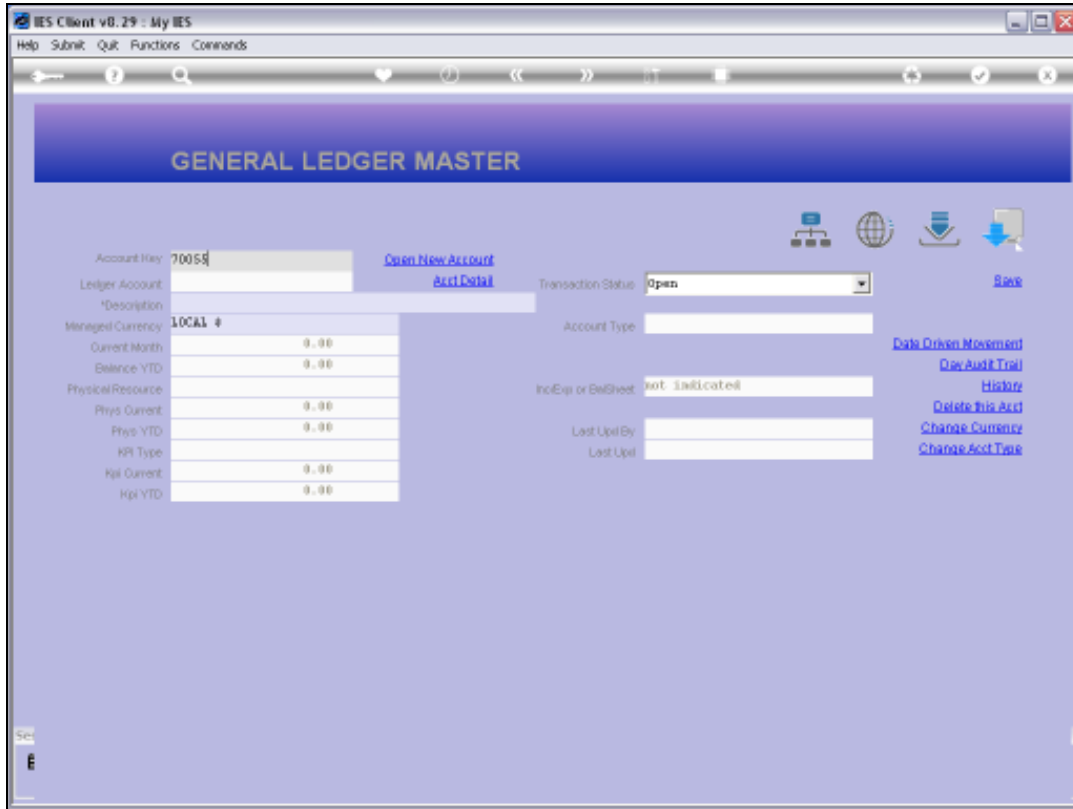 IES Client v8.29 : My IES
Help Submit Quit Functions Commands
GENERAL LEDGER MASTER
Account Key 70055 Open New Account
Ledger Account Acct Detail Transaction Status Open Save
*Description
Managed Currency LOCAL # Account Type
Current Month 0.00 Date Driven Movement
Balance YTD 0.00 Day Audit Trail
Physical Resource Inc/Exp or BalSheet not indicated History
Phys Current 0.00 Delete this Acct
Phys YTD 0.00 Last Upd By Change Currency
KPI Type Last Upd Change Acct Type
Kpi Current 0.00
Kpi YTD 0.00